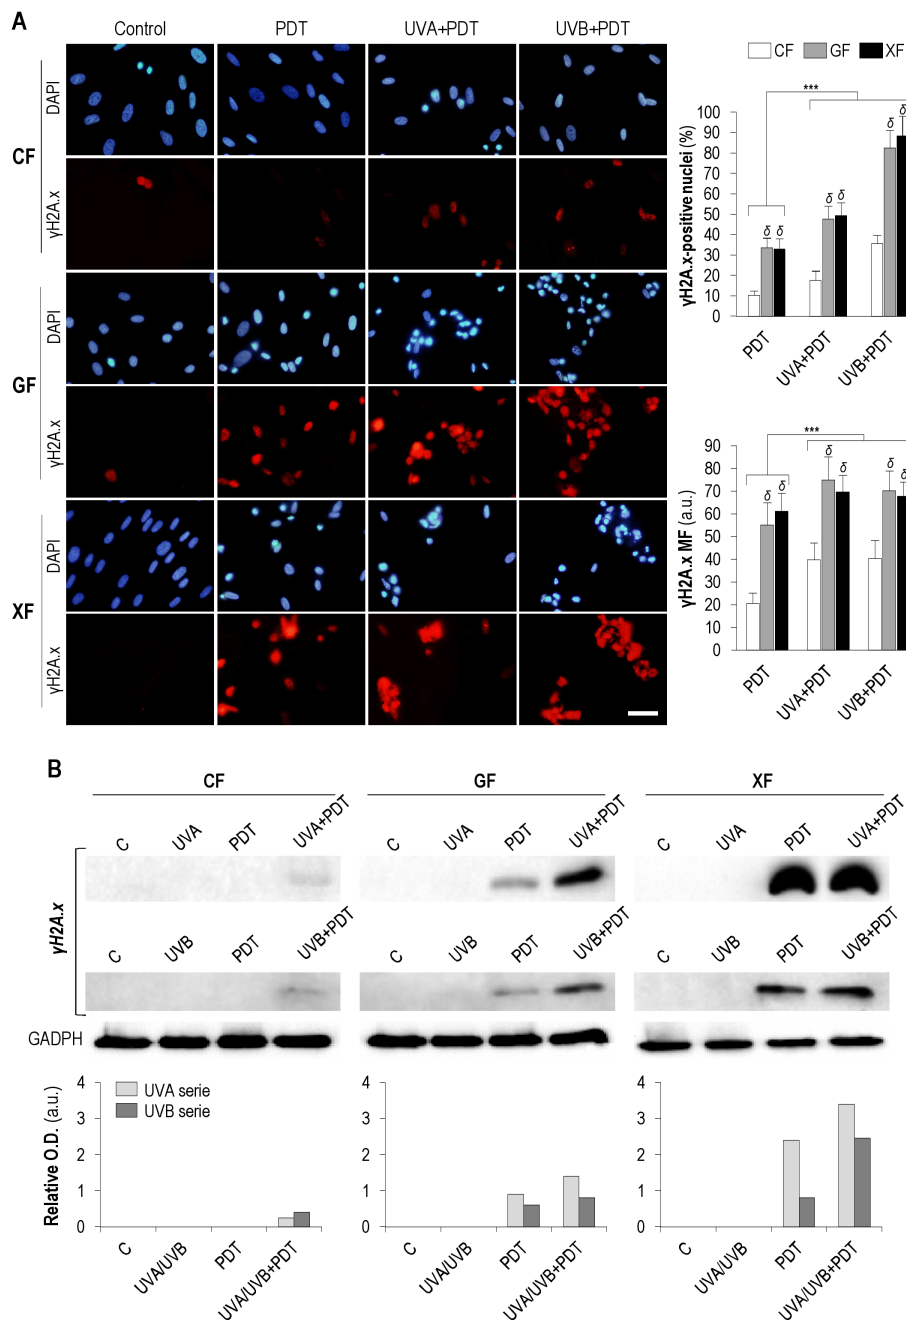 A
Control PDT UVA+PDT UVB+PDT
CF GF XF
CF
DAPI
γH2A.x
GF
DAPI
γH2A.x
XF
DAPI
γH2A.x
γH2A.x-positive nuclei (%)
100
90
80
70
60
50
40
30
20
10
0
***
δ δ δ δ δ δ
PDT UVA+PDT UVB+PDT
γH2A.x MF (a.u.)
90
80
70
60
50
40
30
20
10
0
***
δ δ δ δ δ δ
PDT UVA+PDT UVB+PDT
B
CF GF XF
γH2A.x
C UVA PDT UVA+PDT C UVA PDT UVA+PDT C UVA PDT UVA+PDT
C UVB PDT UVB+PDT C UVB PDT UVB+PDT C UVB PDT UVB+PDT
GADPH
Relative O.D. (a.u.)
4
3
2
1
0
UVA serie
UVB serie
C UVA/UVB PDT UVA/UVB+PDT
4
3
2
1
0
C UVA/UVB PDT UVA/UVB+PDT
4
3
2
1
0
C UVA/UVB PDT UVA/UVB+PDT